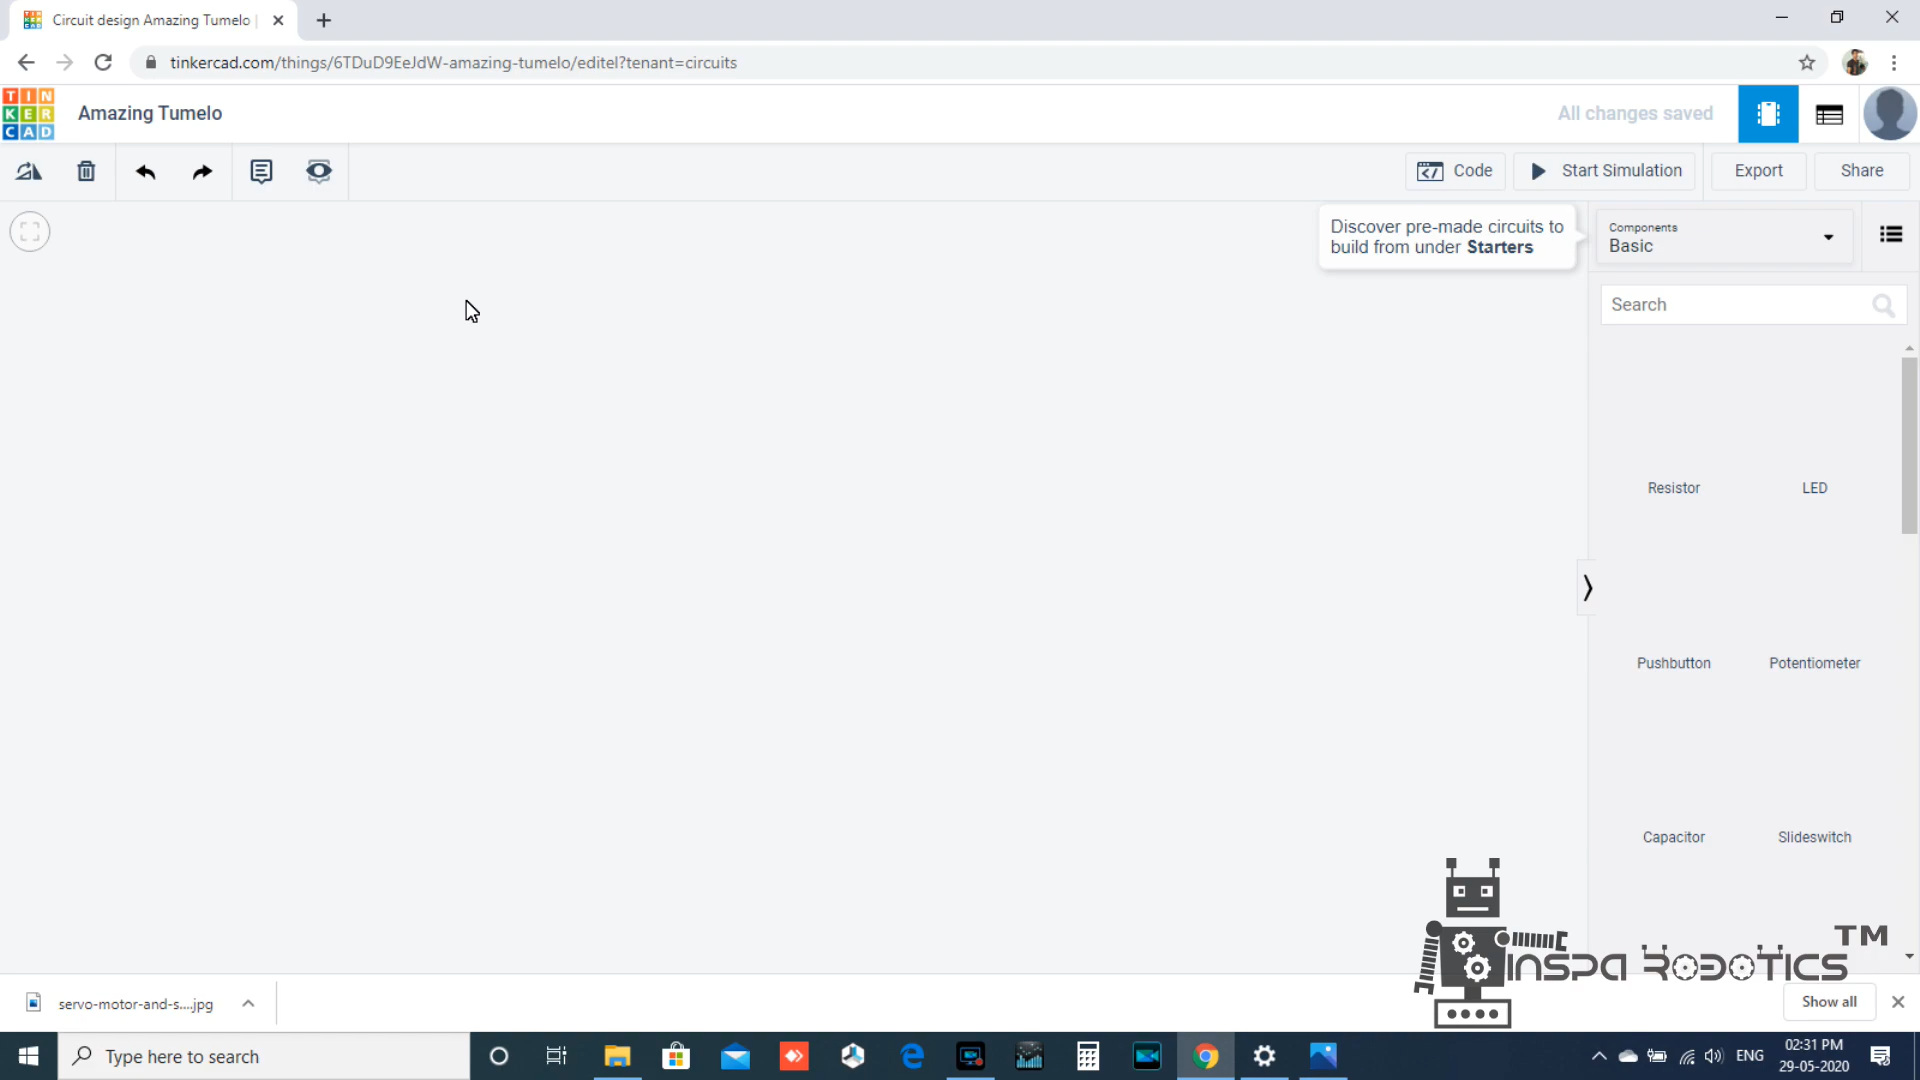 Circuit design Amazing Tumelo |
tinkercad.com/things/6TDuD9EeJdW-amazing-tumelo/editel?tenant=circuits
TIN
KER
CAD
Amazing Tumelo
All changes saved
Code
Start Simulation
Export
Share
Discover pre-made circuits to
build from under Starters
Components
Basic
Search
Resistor
LED
Pushbutton
Potentiometer
Capacitor
Slideswitch
INSPA ROBOTICS™
servo-motor-and-s....jpg
Show all
Type here to search
ENG
02:31 PM
29-05-2020